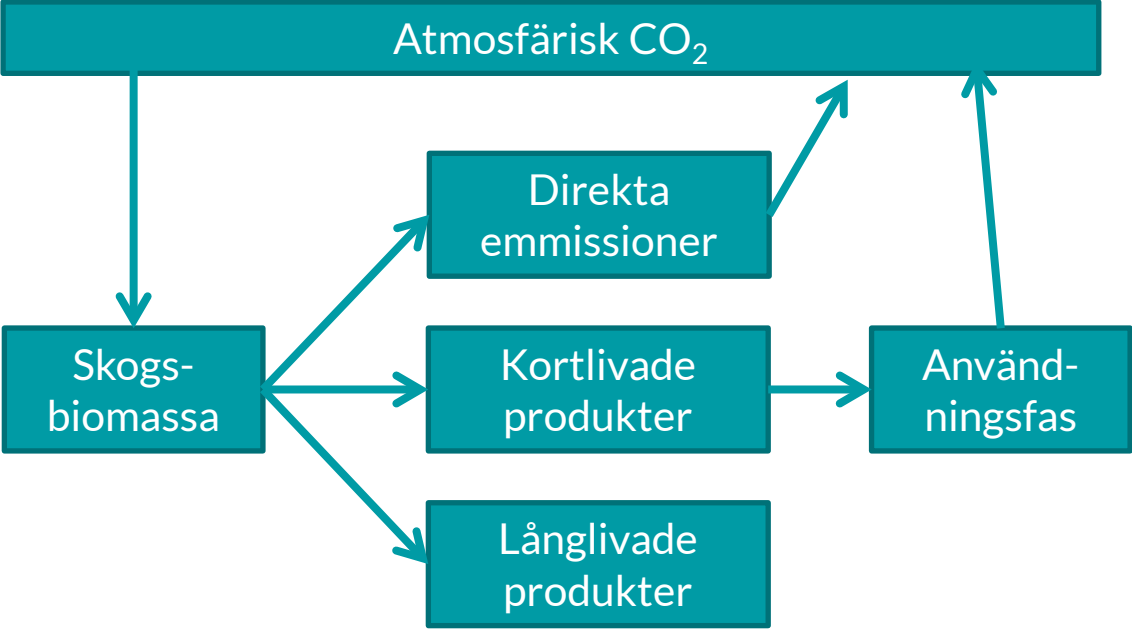 Atmosfärisk CO₂
Direkta
emmissioner
Skogs-
biomassa
Kortlivade
produkter
Använd-
ningsfas
Långlivade
produkter